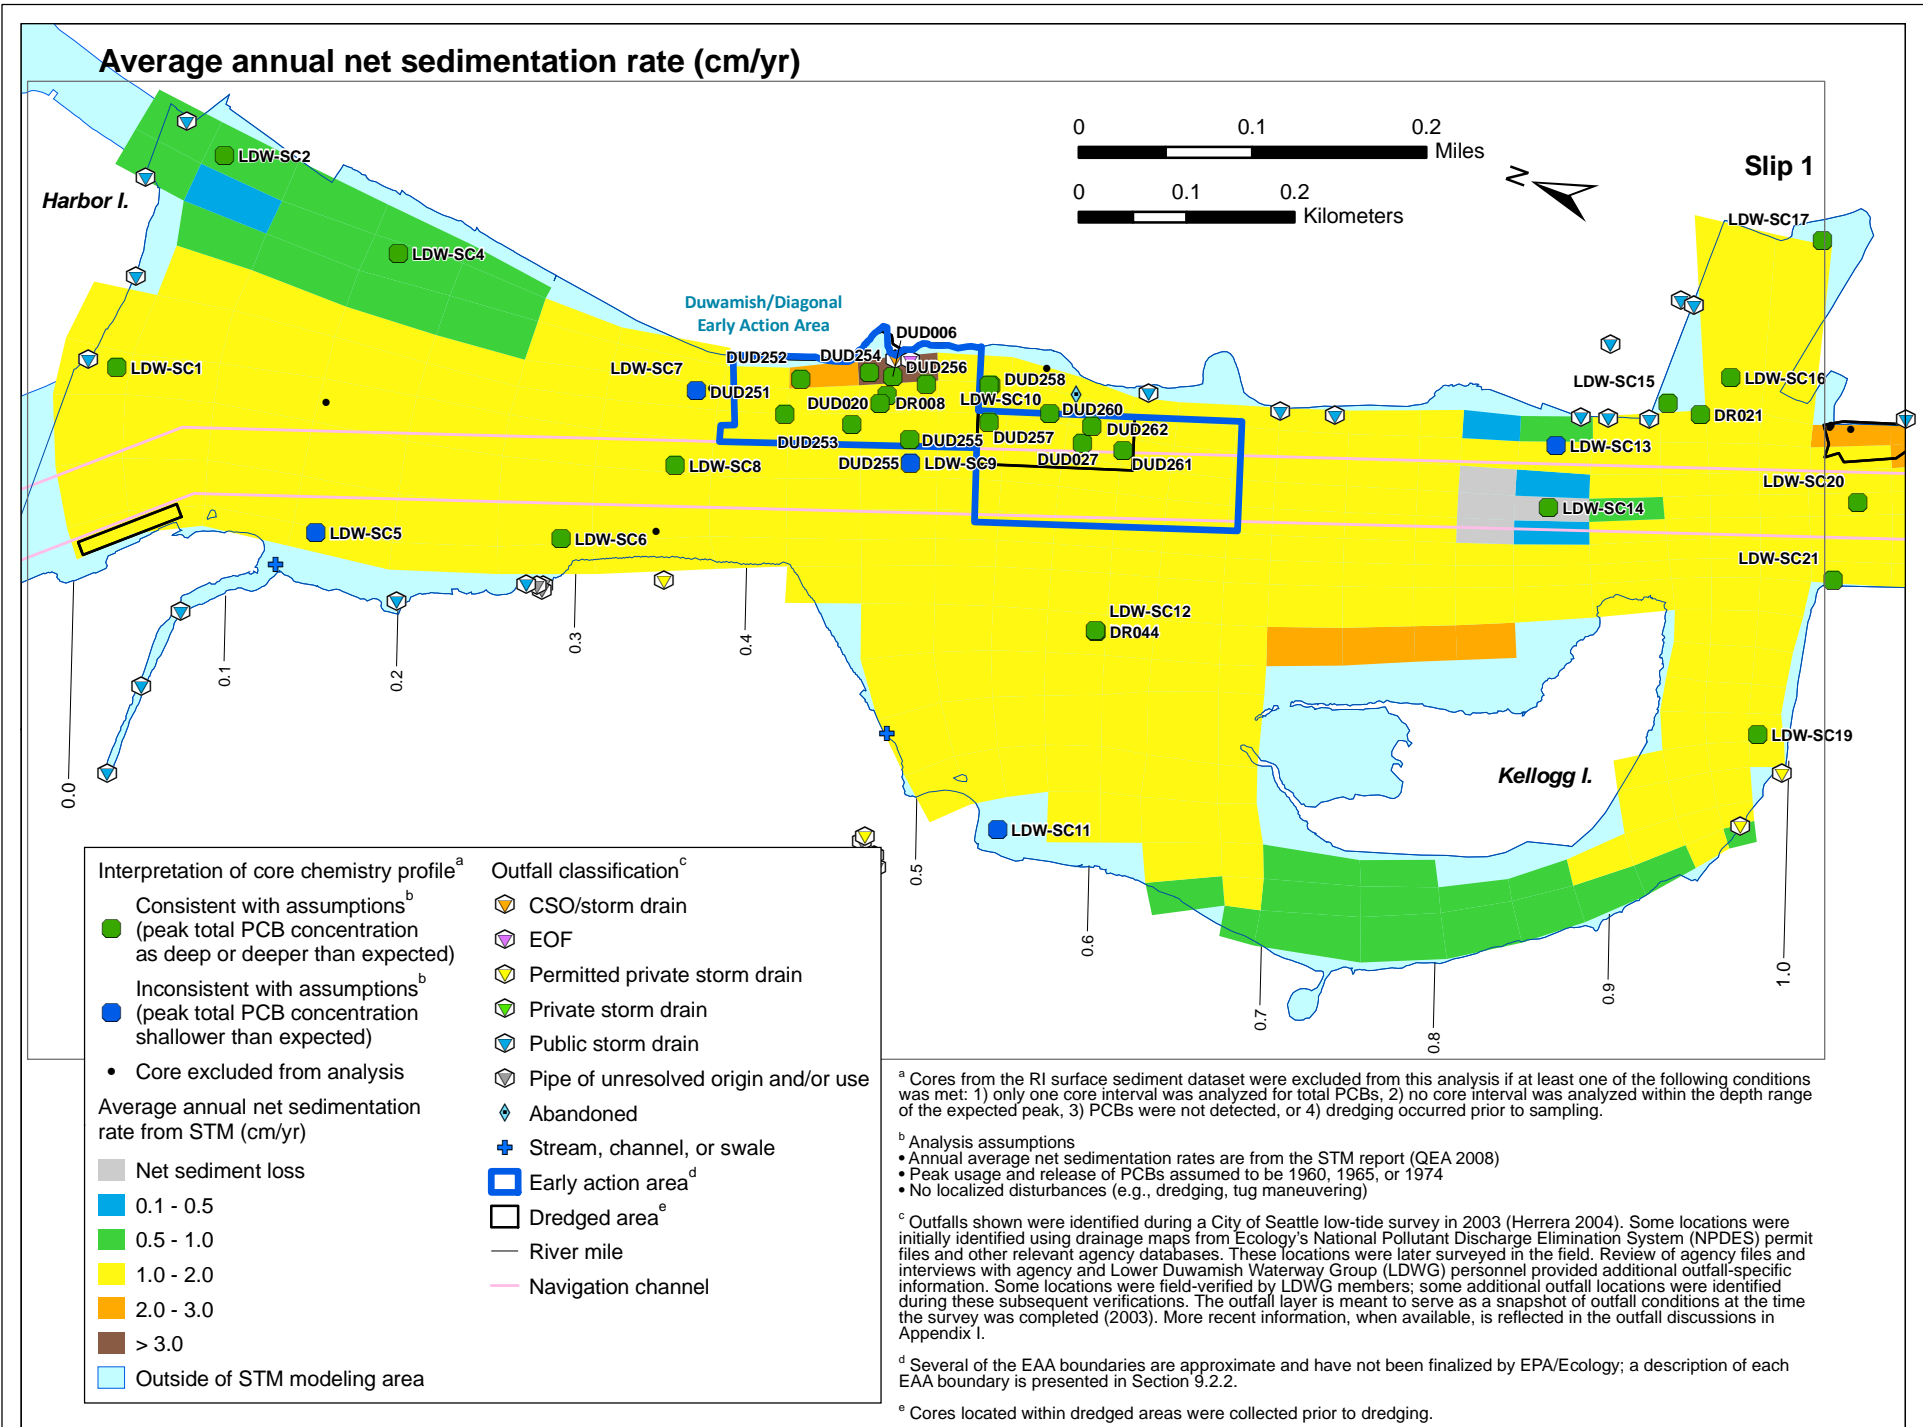 Average annual net sedimentation rate (cm/yr)
0 0.1 0.2
Miles
0 0.1 0.2
Kilometers
N
Slip 1
Harbor I.
LDW-SC2
LDW-SC4
LDW-SC17
Duwamish/Diagonal
Early Action Area
DUD006
DUD252
DUD254
DUD256
LDW-SC1
LDW-SC7
DUD251
DUD258
LDW-SC15
LDW-SC16
DUD020
DR008
LDW-SC10
DUD260
DR021
DUD253
DUD255
DUD257
DUD262
LDW-SC13
LDW-SC8
DUD255
LDW-SC9
DUD027
DUD261
LDW-SC20
LDW-SC14
LDW-SC5
LDW-SC6
LDW-SC21
LDW-SC12
DR044
LDW-SC19
Kellogg I.
LDW-SC11
0.0
0.1
0.2
0.3
0.4
0.5
0.6
0.7
0.8
0.9
1.0
Interpretation of core chemistry profile a
Consistent with assumptions b
(peak total PCB concentration
as deep or deeper than expected)
Inconsistent with assumptions b
(peak total PCB concentration
shallower than expected)
Core excluded from analysis
Average annual net sedimentation
rate from STM (cm/yr)
Net sediment loss
0.1 - 0.5
0.5 - 1.0
1.0 - 2.0
2.0 - 3.0
> 3.0
Outside of STM modeling area
Outfall classification c
CSO/storm drain
EOF
Permitted private storm drain
Private storm drain
Public storm drain
Pipe of unresolved origin and/or use
Abandoned
Stream, channel, or swale
Early action area d
Dredged area e
River mile
Navigation channel
a Cores from the RI surface sediment dataset were excluded from this analysis if at least one of the following conditions
was met: 1) only one core interval was analyzed for total PCBs, 2) no core interval was analyzed within the depth range
of the expected peak, 3) PCBs were not detected, or 4) dredging occurred prior to sampling.
b Analysis assumptions
• Annual average net sedimentation rates are from the STM report (QEA 2008)
• Peak usage and release of PCBs assumed to be 1960, 1965, or 1974
• No localized disturbances (e.g., dredging, tug maneuvering)
c Outfalls shown were identified during a City of Seattle low-tide survey in 2003 (Herrera 2004). Some locations were
initially identified using drainage maps from Ecology's National Pollutant Discharge Elimination System (NPDES) permit
files and other relevant agency databases. These locations were later surveyed in the field. Review of agency files and
interviews with agency and Lower Duwamish Waterway Group (LDWG) personnel provided additional outfall-specific
information. Some locations were field-verified by LDWG members; some additional outfall locations were identified
during these subsequent verifications. The outfall layer is meant to serve as a snapshot of outfall conditions at the time
the survey was completed (2003). More recent information, when available, is reflected in the outfall discussions in
Appendix I.
d Several of the EAA boundaries are approximate and have not been finalized by EPA/Ecology; a description of each
EAA boundary is presented in Section 9.2.2.
e Cores located within dredged areas were collected prior to dredging.